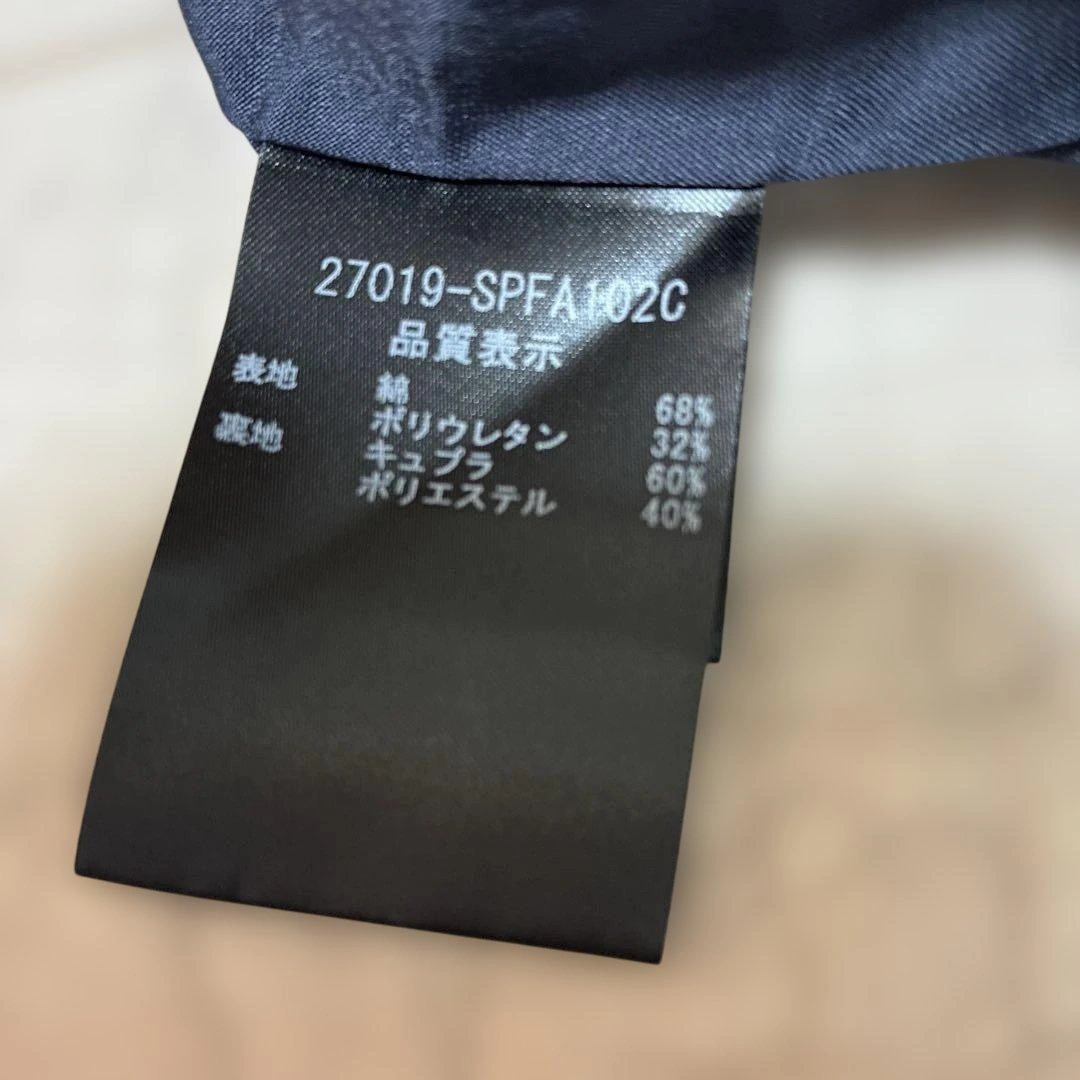 27019-SPFA102C
品質表示
表地 綿 68%
ポリウレタン 32%
裏地 キュプラ 60%
ポリエステル 40%